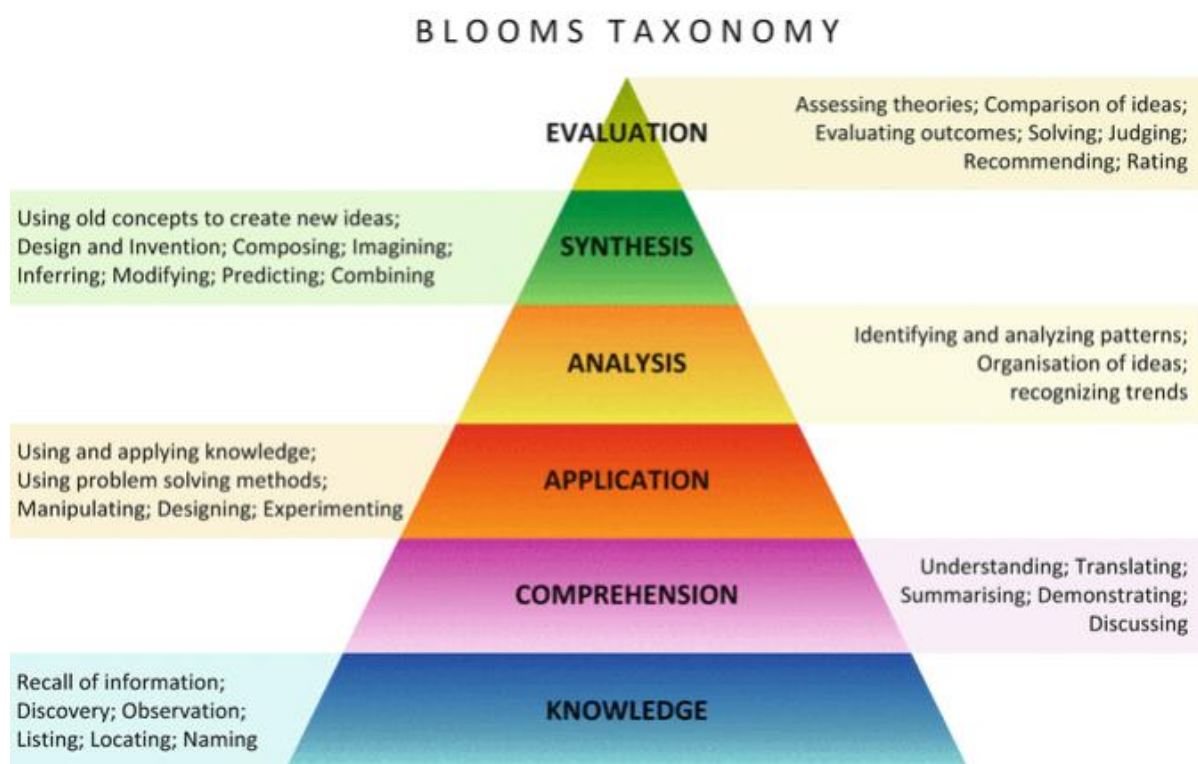 BLOOMS TAXONOMY
EVALUATION
Assessing theories; Comparison of ideas;
Evaluating outcomes; Solving; Judging;
Recommending; Rating
Using old concepts to create new ideas;
Design and Invention; Composing; Imagining;
Inferring; Modifying; Predicting; Combining
SYNTHESIS
ANALYSIS
Identifying and analyzing patterns;
Organisation of ideas;
recognizing trends
Using and applying knowledge;
Using problem solving methods;
Manipulating; Designing; Experimenting
APPLICATION
COMPREHENSION
Understanding; Translating;
Summarising; Demonstrating;
Discussing
Recall of information;
Discovery; Observation;
Listing; Locating; Naming
KNOWLEDGE